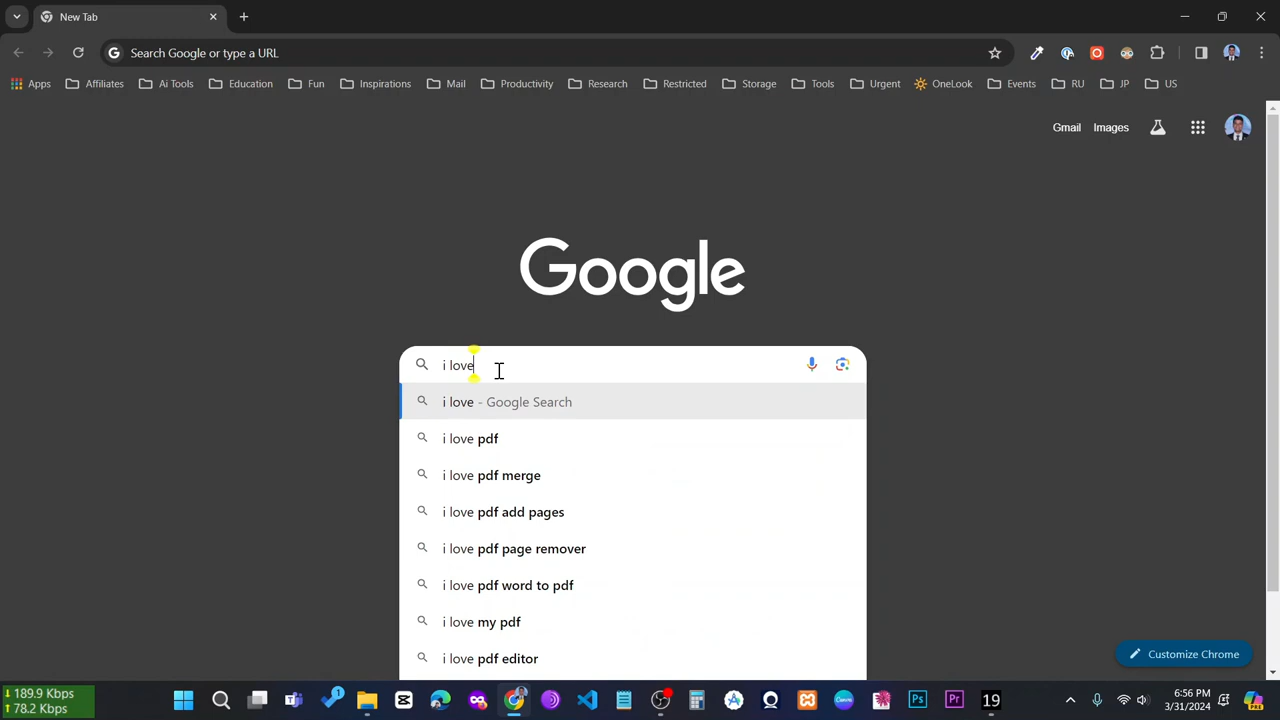 New Tab
Search Google or type a URL
Apps Affiliates Ai Tools Education Fun Inspirations Mail Productivity Research Restricted Storage Tools Urgent OneLook Events RU JP US
Gmail Images
Google
i love
i love - Google Search
i love pdf
i love pdf merge
i love pdf add pages
i love pdf page remover
i love pdf word to pdf
i love my pdf
i love pdf editor
Customize Chrome
189.9 Kbps
78.2 Kbps
Ps Pr 19
6:56 PM
3/31/2024